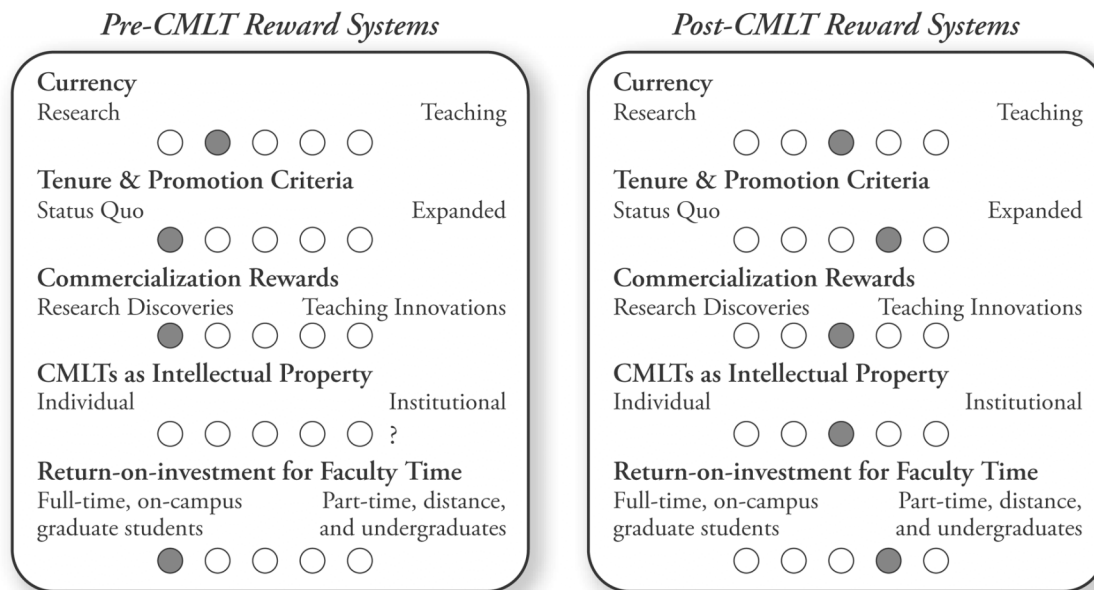 Pre-CMLT Reward Systems
Currency
Research Teaching
Tenure & Promotion Criteria
Status Quo Expanded
Commercialization Rewards
Research Discoveries Teaching Innovations
CMLTs as Intellectual Property
Individual Institutional
?
Return-on-investment for Faculty Time
Full-time, on-campus Part-time, distance,
graduate students and undergraduates
Post-CMLT Reward Systems
Currency
Research Teaching
Tenure & Promotion Criteria
Status Quo Expanded
Commercialization Rewards
Research Discoveries Teaching Innovations
CMLTs as Intellectual Property
Individual Institutional
Return-on-investment for Faculty Time
Full-time, on-campus Part-time, distance,
graduate students and undergraduates